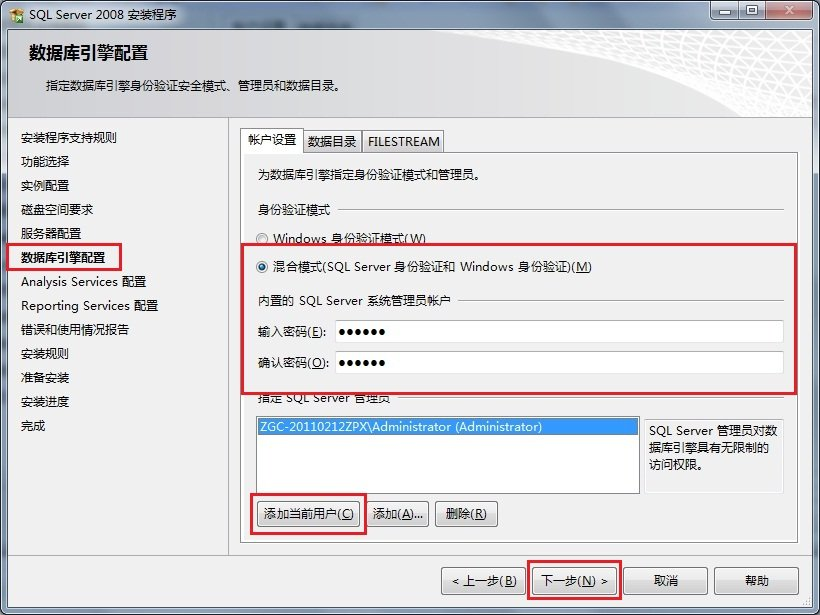 SQL Server 2008 安装程序
数据库引擎配置
指定数据库引擎身份验证安全模式、管理员和数据目录。
安装程序支持规则
功能选择
实例配置
磁盘空间要求
服务器配置
数据库引擎配置
Analysis Services 配置
Reporting Services 配置
错误和使用情况报告
安装规则
准备安装
安装进度
完成
帐户设置 数据目录 FILESTREAM
为数据库引擎指定身份验证模式和管理员。
身份验证模式
Windows 身份验证模式(W)
混合模式(SQL Server 身份验证和 Windows 身份验证)(M)
内置的 SQL Server 系统管理员帐户
输入密码(E): ●●●●●●
确认密码(O): ●●●●●●
指定 SQL Server 管理员
ZGC-20110212ZPX\Administrator (Administrator)
SQL Server 管理员对数
据库引擎具有无限制的
访问权限。
添加当前用户(C) 添加(A)... 删除(R)
< 上一步(B) 下一步(N) > 取消 帮助